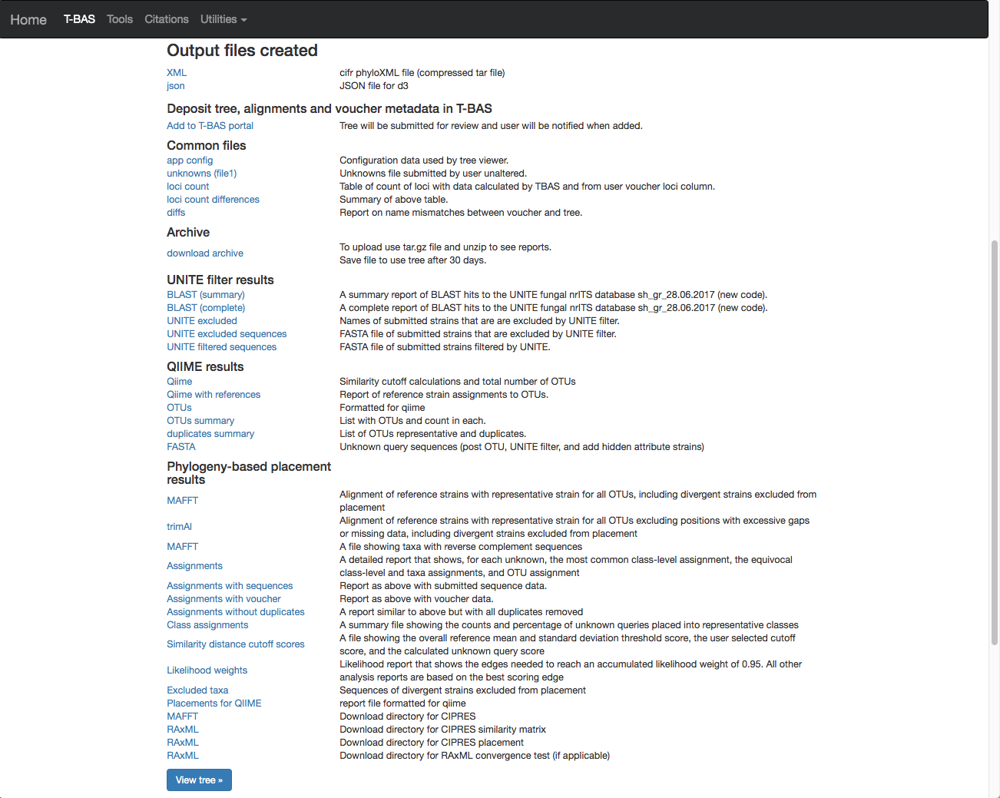 Home T-BAS Tools Citations Utilities
Output files created
XML cifr phyloXML file (compressed tar file)
json JSON file for d3
Deposit tree, alignments and voucher metadata in T-BAS
Add to T-BAS portal Tree will be submitted for review and user will be notified when added.
Common files
app config Configuration data used by tree viewer.
unknowns (file1) Unknowns file submitted by user unaltered.
loci count Table of count of loci with data calculated by TBAS and from user voucher loci column.
loci count differences Summary of above table.
diffs Report on name mismatches between voucher and tree.
Archive
download archive To upload use tar.gz file and unzip to see reports.
Save file to use tree after 30 days.
UNITE filter results
BLAST (summary) A summary report of BLAST hits to the UNITE fungal nrITS database sh_gr_28.06.2017 (new code).
BLAST (complete) A complete report of BLAST hits to the UNITE fungal nrITS database sh_gr_28.06.2017 (new code).
UNITE excluded Names of submitted strains that are are excluded by UNITE filter.
UNITE excluded sequences FASTA file of submitted strains that are excluded by UNITE filter.
UNITE filtered sequences FASTA file of submitted strains filtered by UNITE.
QIIME results
Qiime Similarity cutoff calculations and total number of OTUs
Qiime with references Report of reference strain assignments to OTUs.
OTUs Formatted for qiime
OTUs summary List with OTUs and count in each.
duplicates summary List of OTUs representative and duplicates.
FASTA Unknown query sequences (post OTU, UNITE filter, and add hidden attribute strains)
Phylogeny-based placement
results
MAFFT Alignment of reference strains with representative strain for all OTUs, including divergent strains excluded from
placement
trimAl Alignment of reference strains with representative strain for all OTUs excluding positions with excessive gaps
or missing data, including divergent strains excluded from placement
MAFFT A file showing taxa with reverse complement sequences
Assignments A detailed report that shows, for each unknown, the most common class-level assignment, the equivocal
class-level and taxa assignments, and OTU assignment
Assignments with sequences Report as above with submitted sequence data.
Assignments with voucher Report as above with voucher data.
Assignments without duplicates A report similar to above but with all duplicates removed
Class assignments A summary file showing the counts and percentage of unknown queries placed into representative classes
Similarity distance cutoff scores A file showing the overall reference mean and standard deviation threshold score, the user selected cutoff
score, and the calculated unknown query score
Likelihood weights Likelihood report that shows the edges needed to reach an accumulated likelihood weight of 0.95. All other
analysis reports are based on the best scoring edge
Excluded taxa Sequences of divergent strains excluded from placement
Placements for QIIME report file formatted for qiime
MAFFT Download directory for CIPRES
RAxML Download directory for CIPRES similarity matrix
RAxML Download directory for CIPRES placement
RAxML Download directory for RAxML convergence test (if applicable)
View tree »